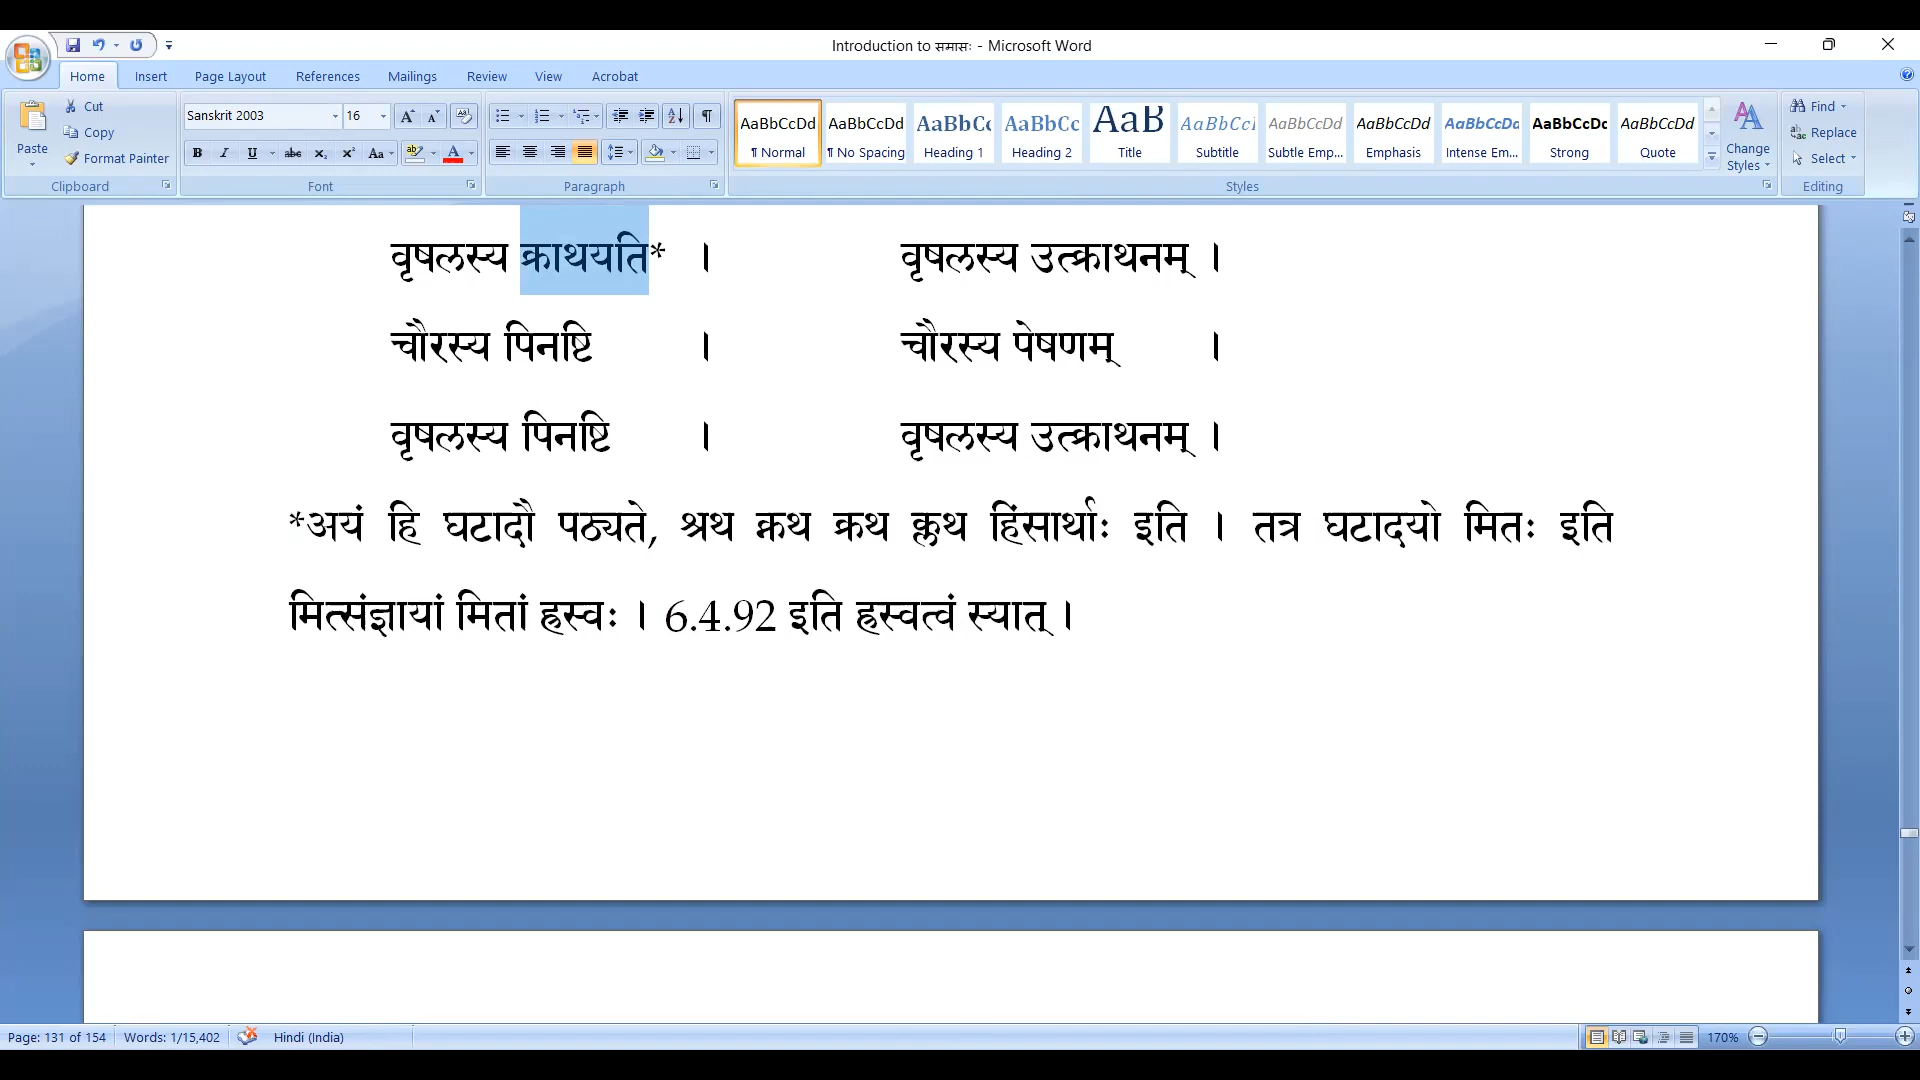 Introduction to समासः - Microsoft Word
Home Insert Page Layout References Mailings Review View Acrobat
Paste Cut Copy Format Painter
Sanskrit 2003 16
AaBbCcDd AaBbCcDd AaBbCc AaBbCc AaB AaBbCcI AaBbCcDd AaBbCcDd AaBbCcDd AaBbCcDc AaBbCcDd
¶ Normal ¶ No Spacing Heading 1 Heading 2 Title Subtitle Subtle Emp... Emphasis Intense Em... Strong Quote
Change Styles
Find Replace Select
Clipboard Font Paragraph Styles Editing
वृषलस्य क्राथयति* । वृषलस्य उत्क्राथनम् ।
चौरस्य पिनष्टि । चौरस्य पेषणम् ।
वृषलस्य पिनष्टि । वृषलस्य उत्क्राथनम् ।
*अयं हि घटादौ पठ्यते, श्रथ क्नथ क्रथ क्लथ हिंसार्थाः इति । तत्र घटादयो मितः इति
मित्संज्ञायां मितां ह्रस्वः । 6.4.92 इति ह्रस्वत्वं स्यात् ।
Page: 131 of 154 Words: 1/15,402 Hindi (India) 170%